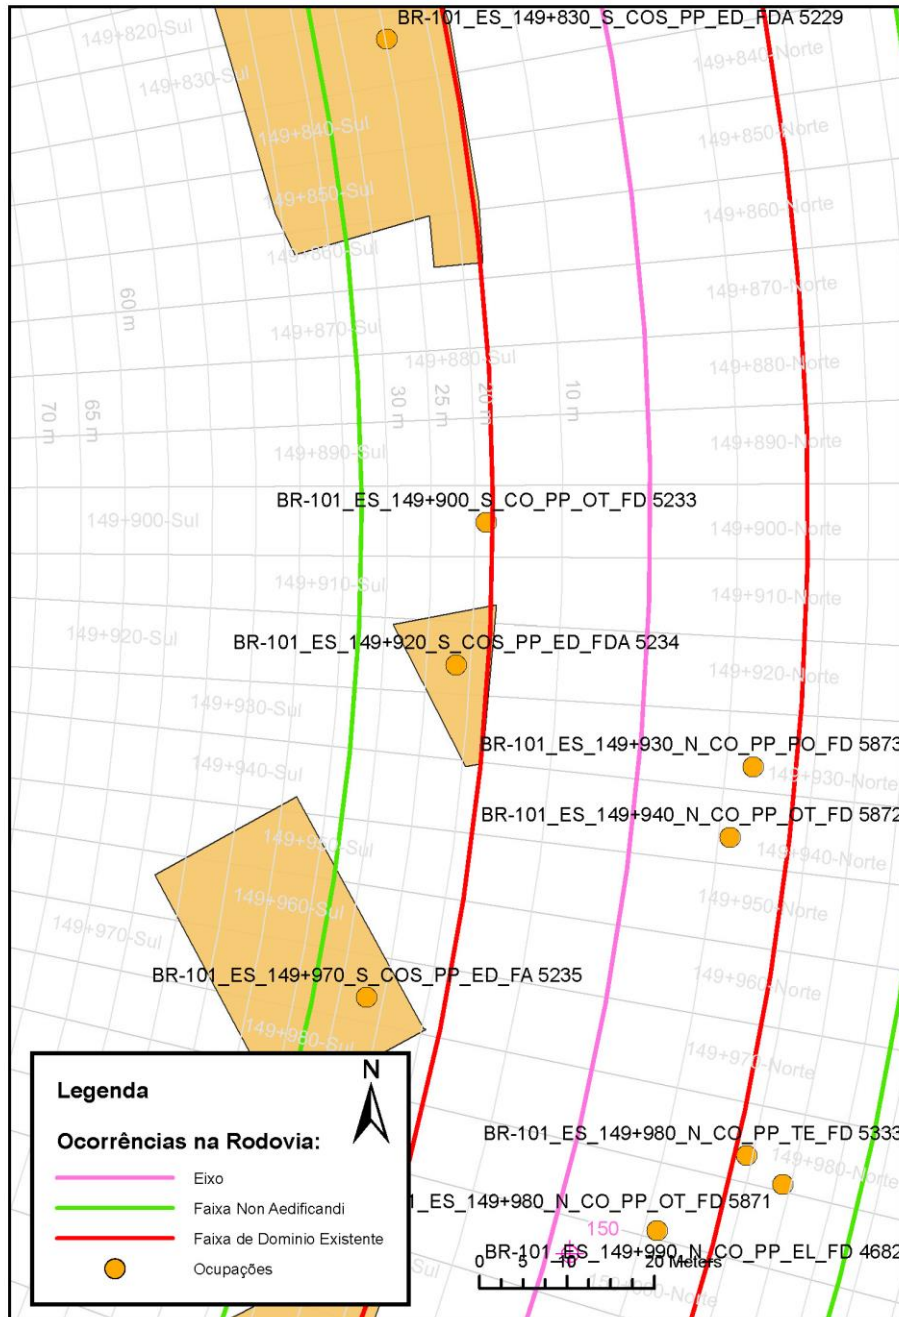 BR-101_ES_149+830_S_COS_PP_ED_FDA 5229
149+820-Sul
149+840-Norte
149+830-Sul
149+840-Sul
149+850-Norte
149+850-Sul
149+860-Norte
149+860-Sul
149+870-Norte
60 m
149+870-Sul
149+880-Sul
149+880-Norte
70 m
65 m
30 m
25 m
20 m
10 m
149+890-Norte
149+890-Sul
BR-101_ES_149+900_S_CO_PP_OT_FD 5233
149+900-Sul
149+900-Norte
149+910-Sul
149+910-Norte
149+920-Sul
BR-101_ES_149+920_S_COS_PP_ED_FDA 5234
149+920-Norte
149+930-Sul
BR-101_ES_149+930_N_CO_PP_PO_FD 5873
149+940-Sul
149+930-Norte
BR-101_ES_149+940_N_CO_PP_OT_FD 5872
149+950-Sul
149+940-Norte
149+960-Sul
149+950-Norte
149+970-Sul
BR-101_ES_149+970_S_COS_PP_ED_FA 5235
149+960-Norte
149+980-Sul
149+970-Norte
N
Legenda
Ocorrências na Rodovia:
Eixo
Faixa Non Aedificandi
Faixa de Dominio Existente
Ocupações
BR-101_ES_149+980_N_CO_PP_TE_FD 5333
149+980-Norte
1_ES_149+980_N_CO_PP_OT_FD 5871
150
BR-101_ES_149+990_N_CO_PP_EL_FD 4682
0 5 10 20 Meters
-Sul